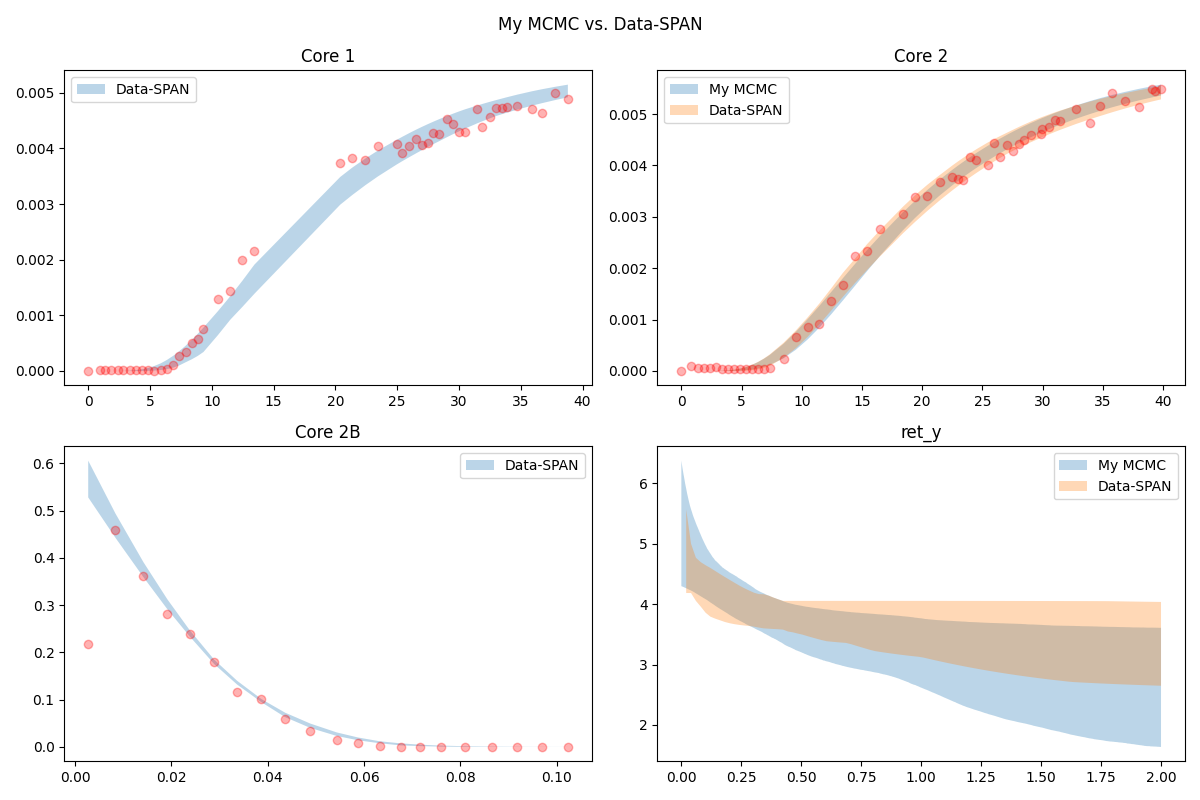 My MCMC vs. Data-SPAN
Core 1
Data-SPAN
0.005
0.004
0.003
0.002
0.001
0.000
0 5 10 15 20 25 30 35 40
Core 2
My MCMC
Data-SPAN
0.005
0.004
0.003
0.002
0.001
0.000
0 5 10 15 20 25 30 35 40
Core 2B
Data-SPAN
0.6
0.5
0.4
0.3
0.2
0.1
0.0
0.00 0.02 0.04 0.06 0.08 0.10
ret_y
My MCMC
Data-SPAN
6
5
4
3
2
0.00 0.25 0.50 0.75 1.00 1.25 1.50 1.75 2.00